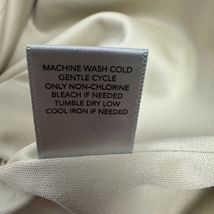 MACHINE WASH COLD
GENTLE CYCLE
ONLY NON-CHLORINE
BLEACH IF NEEDED
TUMBLE DRY LOW
COOL IRON IF NEEDED